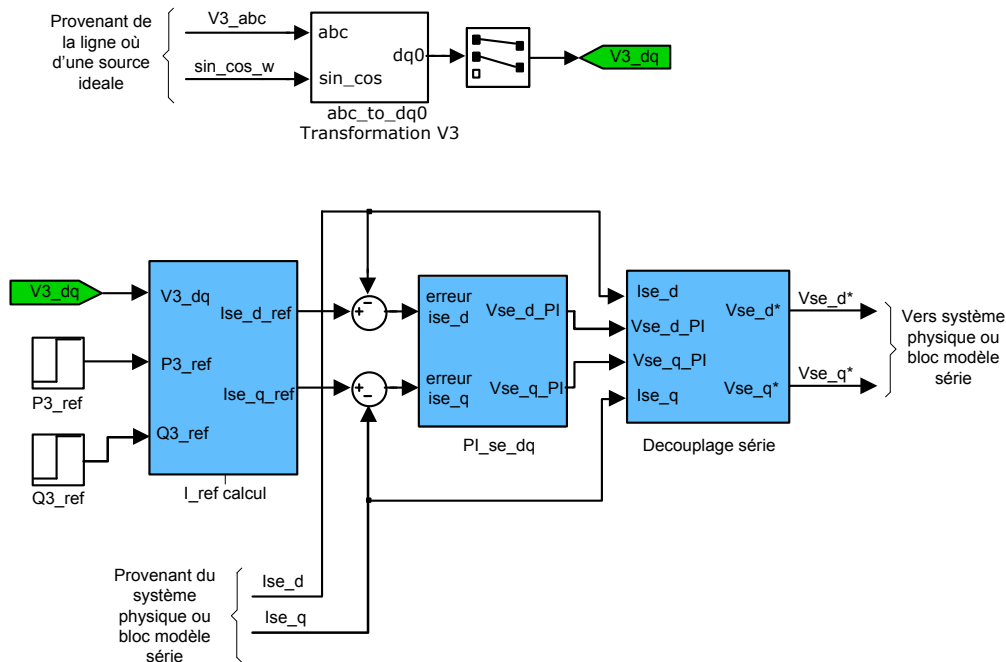 Provenant de
la ligne où
d'une source
ideale
V3_abc
sin_cos_w
abc
sin_cos
dq0
abc_to_dq0
Transformation V3
V3_dq
V3_dq
P3_ref
Q3_ref
V3_dq
P3_ref
Q3_ref
Ise_d_ref
Ise_q_ref
I_ref calcul
+
−
+
−
erreur
ise_d
erreur
ise_q
Vse_d_PI
Vse_q_PI
PI_se_dq
Ise_d
Vse_d_PI
Vse_q_PI
Ise_q
Vse_d*
Vse_q*
Decouplage série
Vse_d*
Vse_q*
Vers système
physique ou
bloc modèle
série
Provenant du
système
physique ou
bloc modèle
série
Ise_d
Ise_q